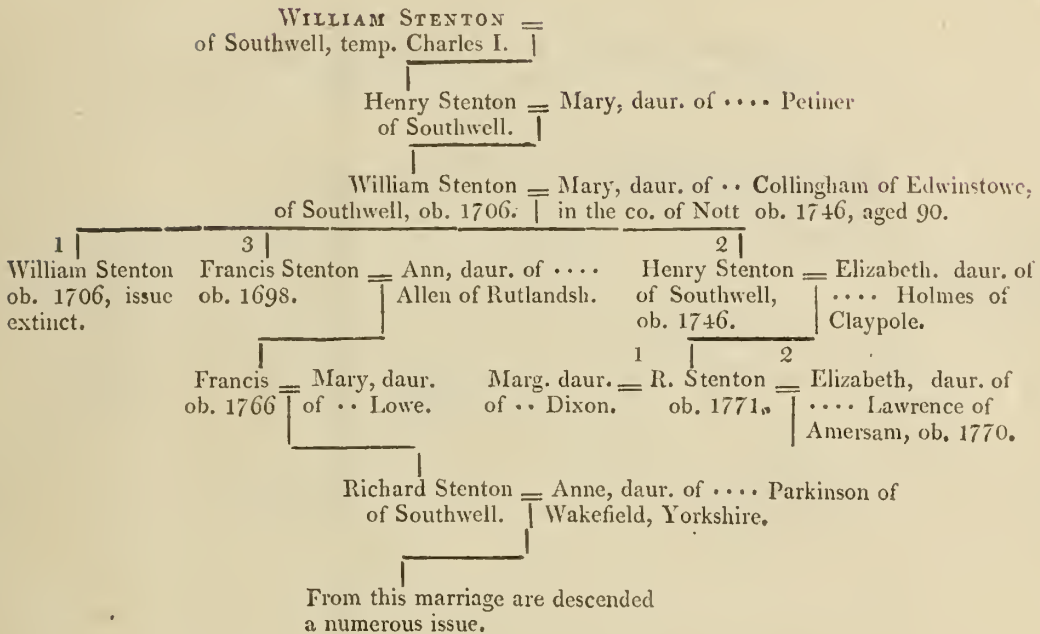 WILLIAM STENTON =
of Southwell, temp. Charles I.
Henry Stenton = Mary, daur. of •••• Petiner
of Southwell.
William Stenton = Mary, daur. of •• Collingham of Edwinstowe,
of Southwell, ob. 1706. in the co. of Nott ob. 1746, aged 90.
1 3 2
William Stenton Francis Stenton = Ann, daur. of •••• Henry Stenton = Elizabeth. daur. of
ob. 1706, issue ob. 1698. Allen of Rutlandsh. of Southwell, •••• Holmes of
extinct. ob. 1746. Claypole.
1 2
Francis = Mary, daur. Marg. daur. = R. Stenton = Elizabeth, daur. of
ob. 1766 of •• Lowe. of •• Dixon. ob. 1771. •••• Lawrence of
Amersam, ob. 1770.
Richard Stenton = Anne, daur. of •••• Parkinson of
of Southwell. Wakefield, Yorkshire.
From this marriage are descended
a numerous issue.